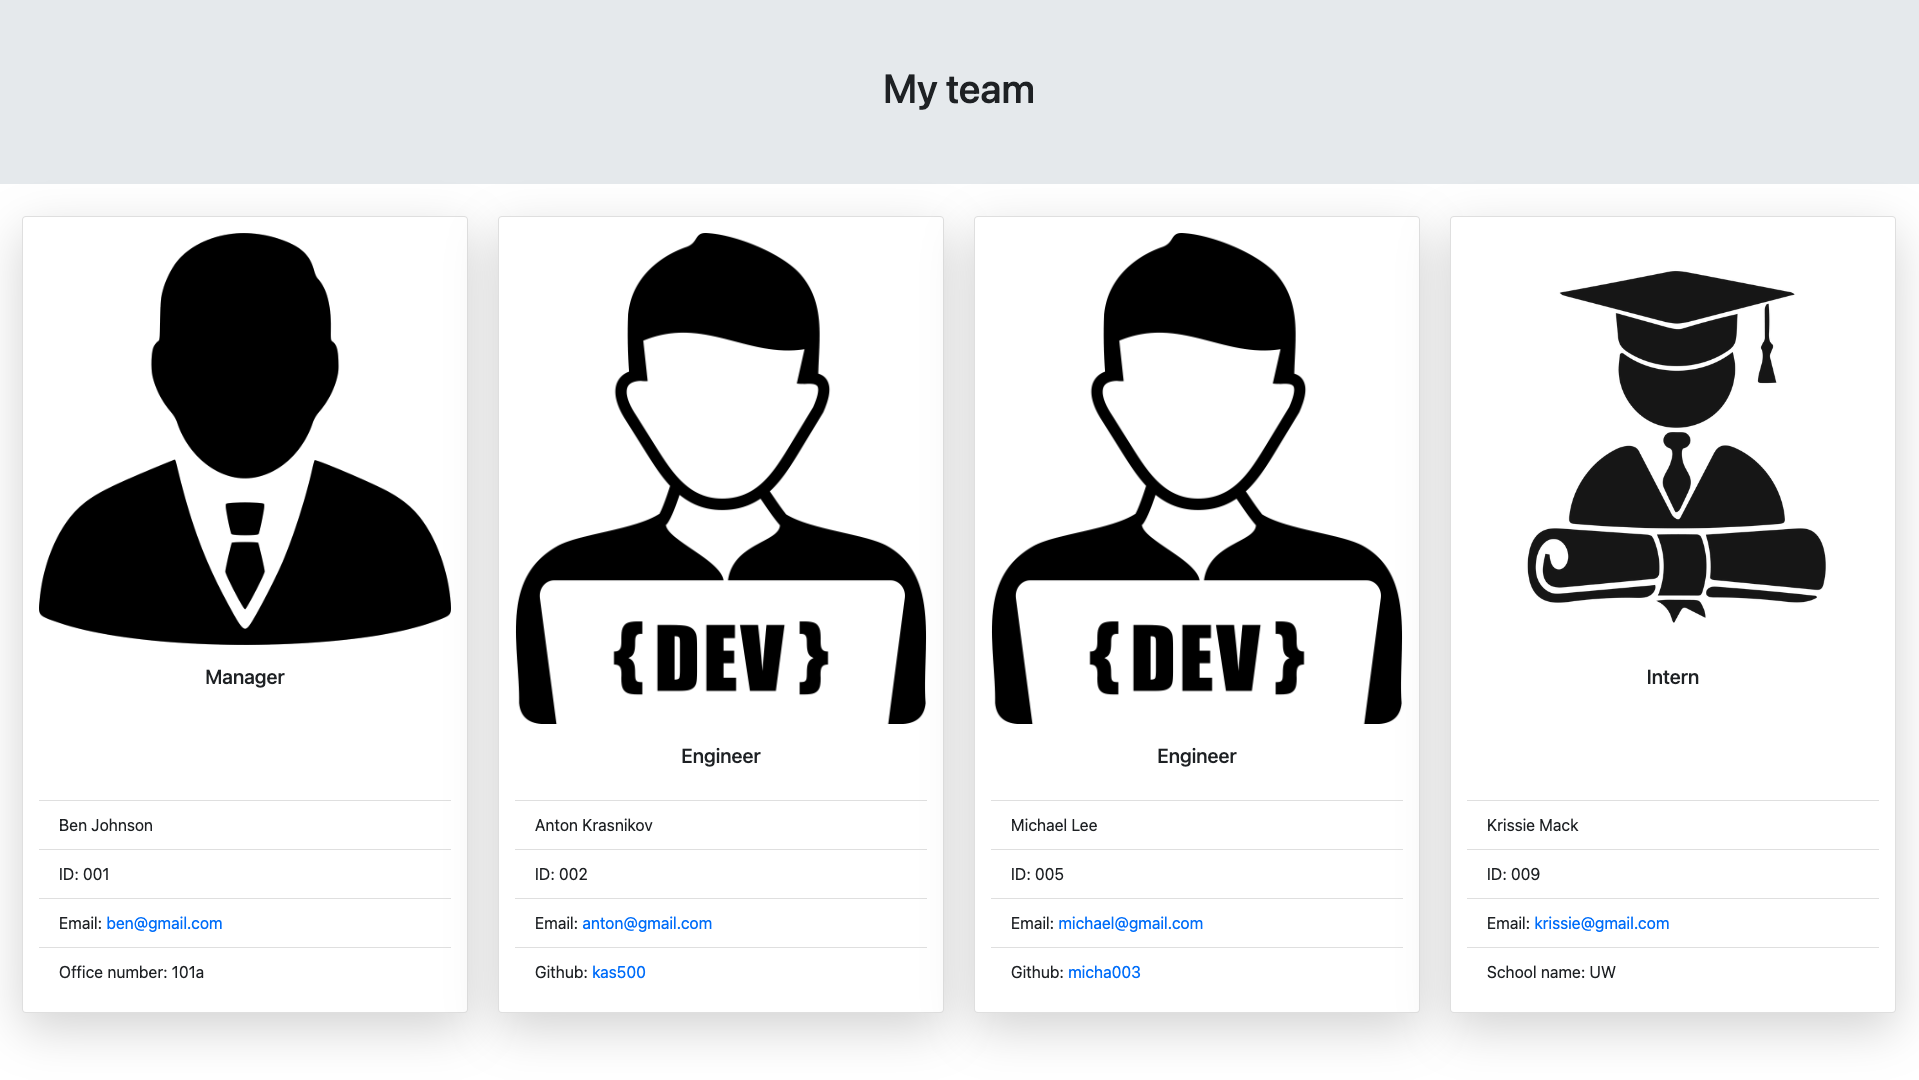 My team
{DEV}
{DEV}
Manager
Intern
Engineer
Engineer
Ben Johnson
ID: 001
Email: ben@gmail.com
Office number: 101a
Anton Krasnikov
ID: 002
Email: anton@gmail.com
Github: kas500
Michael Lee
ID: 005
Email: michael@gmail.com
Github: micha003
Krissie Mack
ID: 009
Email: krissie@gmail.com
School name: UW